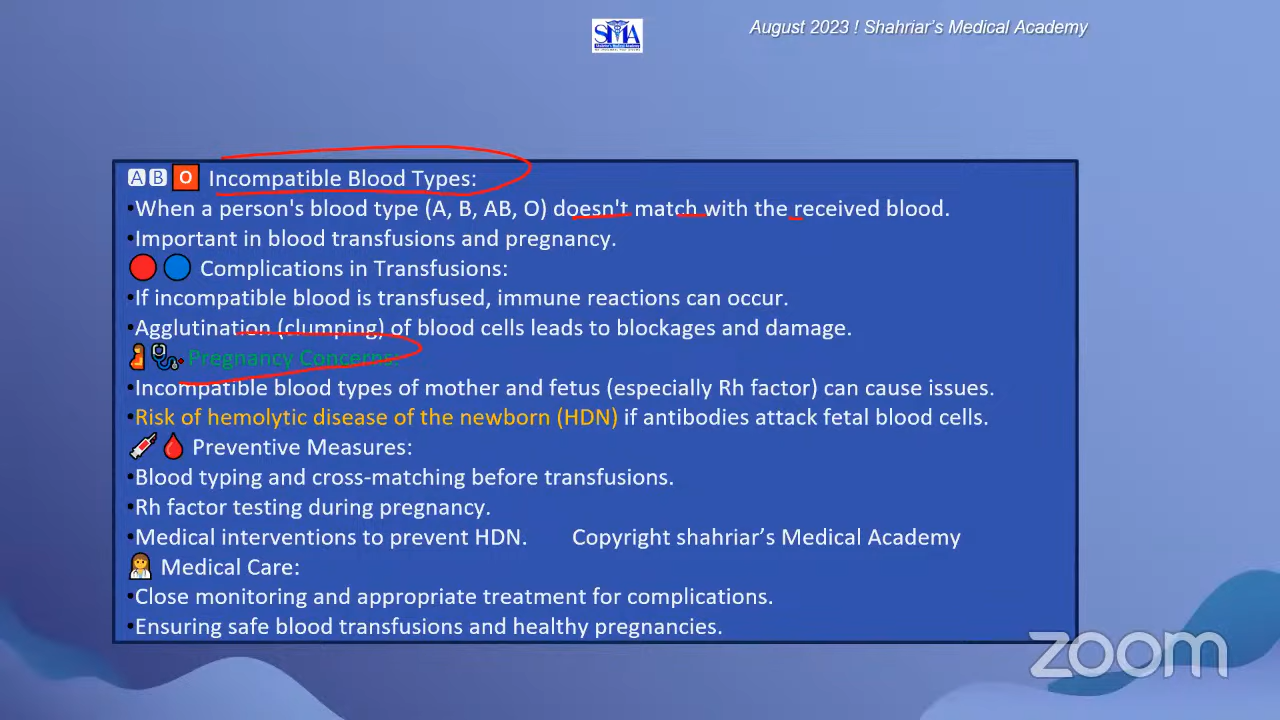 SMA
August 2023 ! Shahriar's Medical Academy
🅰🅱🅾 Incompatible Blood Types:
•When a person's blood type (A, B, AB, O) doesn't match with the received blood.
•Important in blood transfusions and pregnancy.
🔴🔵 Complications in Transfusions:
•If incompatible blood is transfused, immune reactions can occur.
•Agglutination (clumping) of blood cells leads to blockages and damage.
Pregnancy Concerns:
•Incompatible blood types of mother and fetus (especially Rh factor) can cause issues.
•Risk of hemolytic disease of the newborn (HDN) if antibodies attack fetal blood cells.
Preventive Measures:
•Blood typing and cross-matching before transfusions.
•Rh factor testing during pregnancy.
•Medical interventions to prevent HDN. Copyright shahriar’s Medical Academy
Medical Care:
•Close monitoring and appropriate treatment for complications.
•Ensuring safe blood transfusions and healthy pregnancies.
zoom